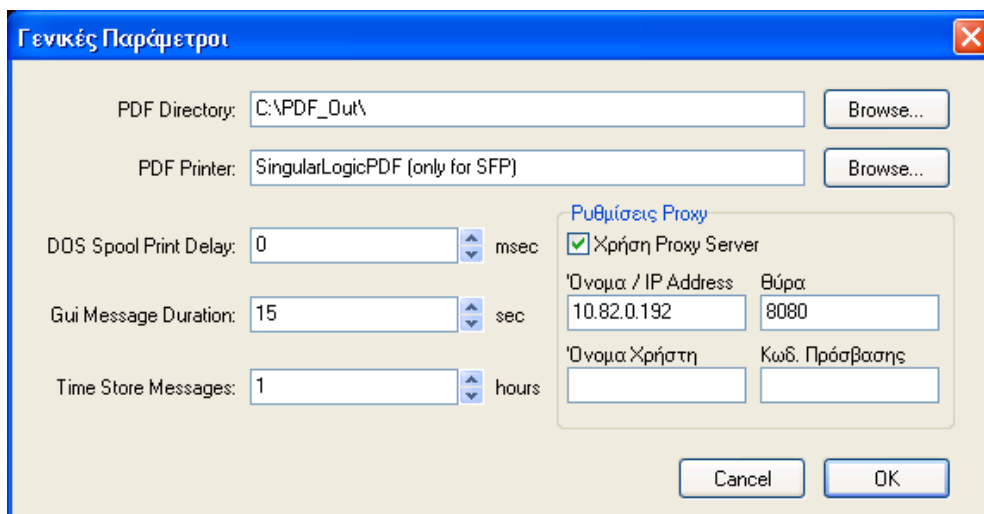 Γενικές Παράμετροι
PDF Directory: C:\PDF_Out\ Browse...
PDF Printer: SingularLogicPDF (only for SFP) Browse...
Ρυθμίσεις Proxy
DOS Spool Print Delay: 0 msec
Χρήση Proxy Server
Όνομα / IP Address Θύρα
Gui Message Duration: 15 sec
10.82.0.192 8080
Όνομα Χρήστη Κωδ. Πρόσβασης
Time Store Messages: 1 hours
Cancel OK